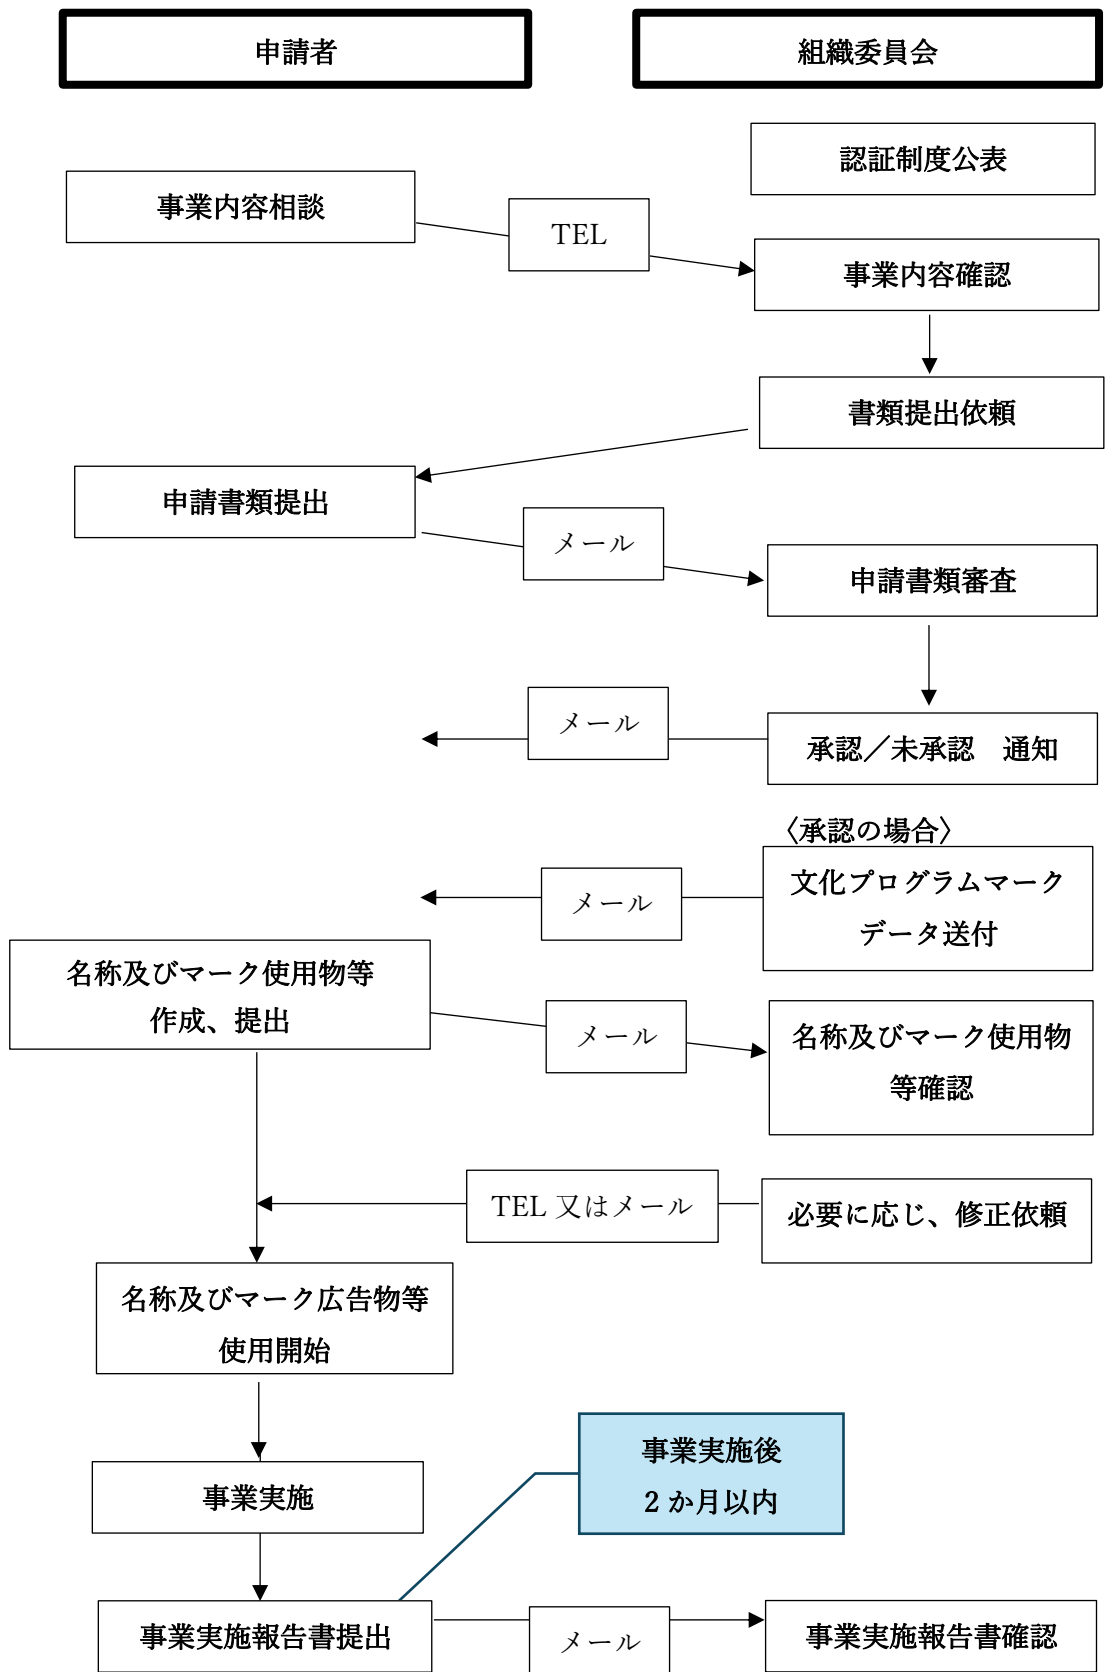 申請者
組織委員会
認証制度公表
事業内容相談
TEL
事業内容確認
書類提出依頼
申請書類提出
メール
申請書類審査
メール
承認／未承認　通知
〈承認の場合〉
文化プログラムマーク
データ送付
メール
名称及びマーク使用物等
作成、提出
メール
名称及びマーク使用物
等確認
TEL 又はメール
必要に応じ、修正依頼
名称及びマーク広告物等
使用開始
事業実施後
2 か月以内
事業実施
事業実施報告書提出
メール
事業実施報告書確認